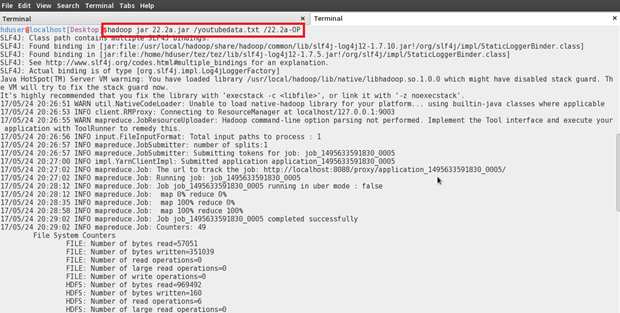 File Edit View Search Terminal Tabs Help
Terminal × Terminal
hduser@localhost[Desktop]$hadoop jar 22.2a.jar /youtubedata.txt /22.2a-OP
SLF4J: Class path contains multiple SLF4J bindings.
SLF4J: Found binding in [jar:file:/usr/local/hadoop/share/hadoop/common/lib/slf4j-log4j12-1.7.10.jar!/org/slf4j/impl/StaticLoggerBinder.class]
SLF4J: Found binding in [jar:file:/home/hduser/tez/tez/lib/slf4j-log4j12-1.7.5.jar!/org/slf4j/impl/StaticLoggerBinder.class]
SLF4J: See http://www.slf4j.org/codes.html#multiple_bindings for an explanation.
SLF4J: Actual binding is of type [org.slf4j.impl.Log4jLoggerFactory]
Java HotSpot(TM) Server VM warning: You have loaded library /usr/local/hadoop/lib/native/libhadoop.so.1.0.0 which might have disabled stack guard. Th
e VM will try to fix the stack guard now.
It's highly recommended that you fix the library with 'execstack -c <libfile>', or link it with '-z noexecstack'.
17/05/24 20:26:51 WARN util.NativeCodeLoader: Unable to load native-hadoop library for your platform... using builtin-java classes where applicable
17/05/24 20:26:53 INFO client.RMProxy: Connecting to ResourceManager at localhost/127.0.0.1:9003
17/05/24 20:26:55 WARN mapreduce.JobResourceUploader: Hadoop command-line option parsing not performed. Implement the Tool interface and execute your
application with ToolRunner to remedy this.
17/05/24 20:26:56 INFO input.FileInputFormat: Total input paths to process : 1
17/05/24 20:26:56 INFO mapreduce.JobSubmitter: number of splits:1
17/05/24 20:26:57 INFO mapreduce.JobSubmitter: Submitting tokens for job: job_1495633591830_0005
17/05/24 20:27:00 INFO impl.YarnClientImpl: Submitted application application_1495633591830_0005
17/05/24 20:27:02 INFO mapreduce.Job: The url to track the job: http://localhost:8088/proxy/application_1495633591830_0005/
17/05/24 20:27:02 INFO mapreduce.Job: Running job: job_1495633591830_0005
17/05/24 20:28:12 INFO mapreduce.Job: Job job_1495633591830_0005 running in uber mode : false
17/05/24 20:28:12 INFO mapreduce.Job: map 0% reduce 0%
17/05/24 20:28:35 INFO mapreduce.Job: map 100% reduce 0%
17/05/24 20:28:58 INFO mapreduce.Job: map 100% reduce 100%
17/05/24 20:29:02 INFO mapreduce.Job: Job job_1495633591830_0005 completed successfully
17/05/24 20:29:02 INFO mapreduce.Job: Counters: 49
File System Counters
FILE: Number of bytes read=57051
FILE: Number of bytes written=351039
FILE: Number of read operations=0
FILE: Number of large read operations=0
FILE: Number of write operations=0
HDFS: Number of bytes read=969492
HDFS: Number of bytes written=160
HDFS: Number of read operations=6
HDFS: Number of large read operations=0